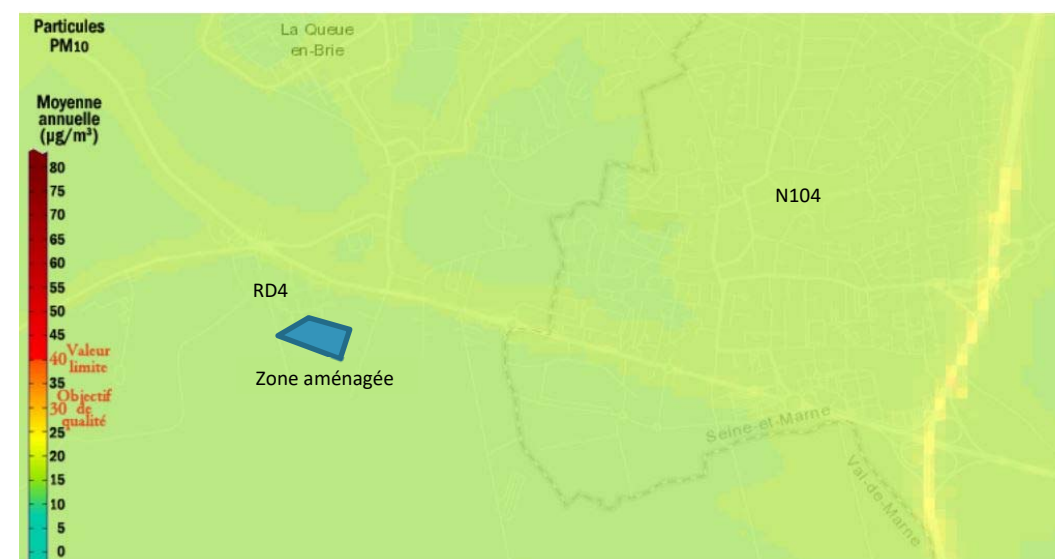 Particules
PM10
Moyenne
annuelle
(µg/m³)
80
75
70
65
60
55
50
45
40 Valeur
limite
35
Objectif
30 de
qualité
25
20
15
10
5
0
La Queue
en-Brie
N104
RD4
Zone aménagée
Seine-et-Marne
Val-de-Marne